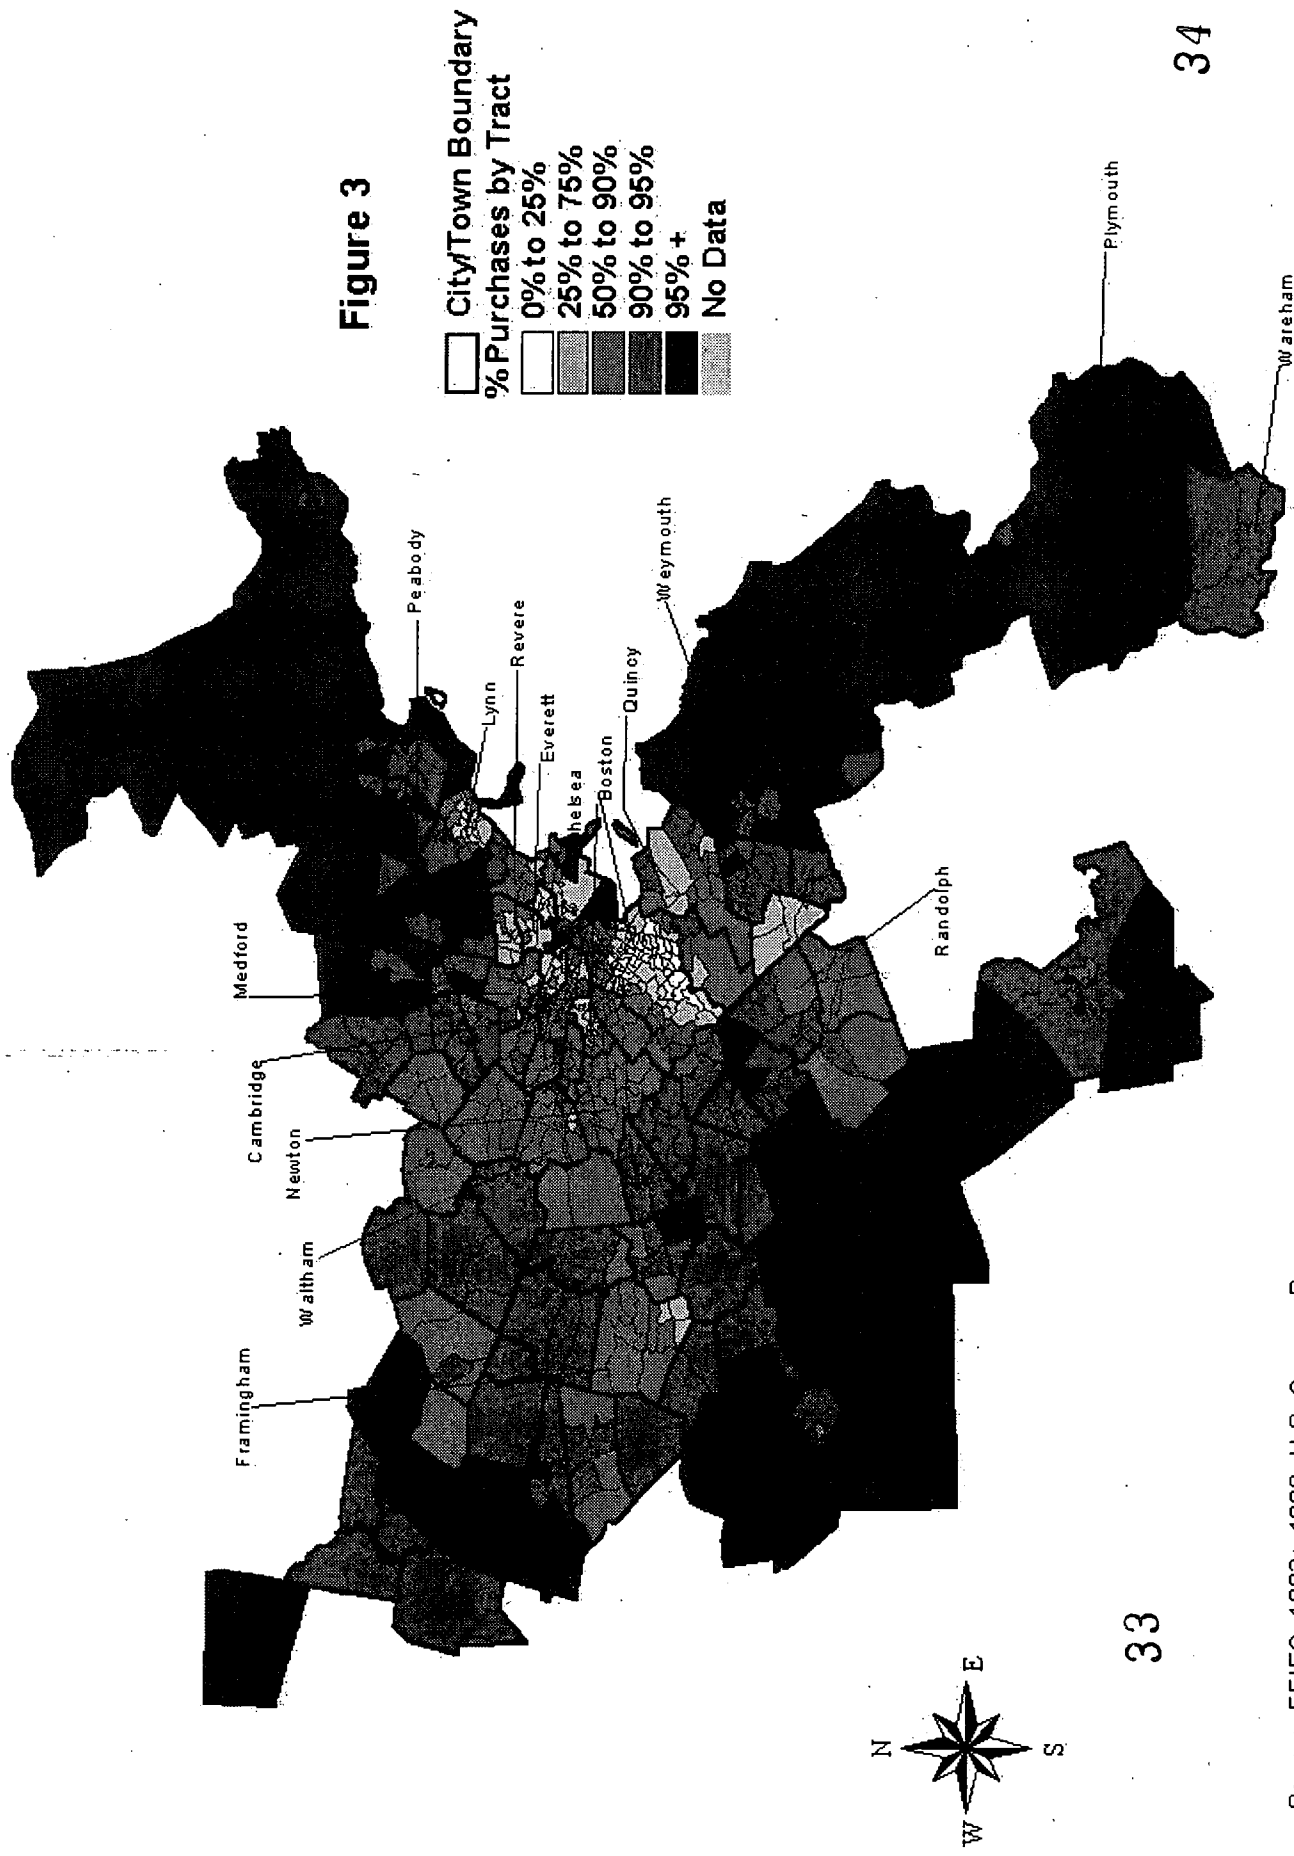 Figure 3
City/Town Boundary
% Purchases by Tract
0% to 25%
25% to 75%
50% to 90%
90% to 95%
95% +
No Data
Framingham
Waltham
Newton
Cambridge
Medford
Peabody
Lynn
Revere
Everett
helsea
Boston
Quincy
Weymouth
Randolph
Plymouth
Wareham
N
W
E
S
33
34